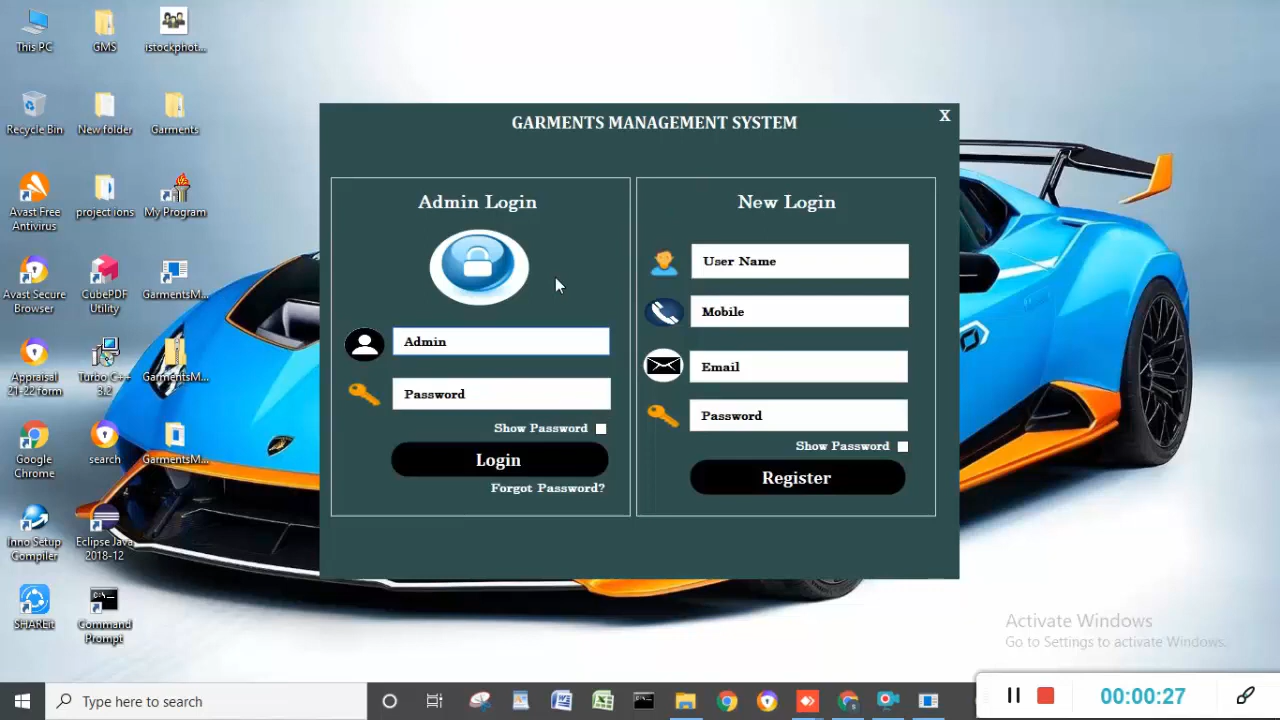 This PC
GMS
istockphot...
Recycle Bin
New folder
Garments
Avast Free
Antivirus
project ions
My Program
Avast Secure
Browser
CubePDF
Utility
GarmentsM...
Appraisal
21-22 form
Turbo C++
3.2
GarmentsM...
Google
Chrome
search
GarmentsM...
Inno Setup
Compiler
Eclipse Java
2018-12
SHAREit
Command
Prompt
GARMENTS MANAGEMENT SYSTEM
X
Admin Login
Admin
Password
Show Password
Login
Forgot Password?
New Login
User Name
Mobile
Email
Password
Show Password
Register
Activate Windows
Go to Settings to activate Windows.
Type here to search
00:00:27